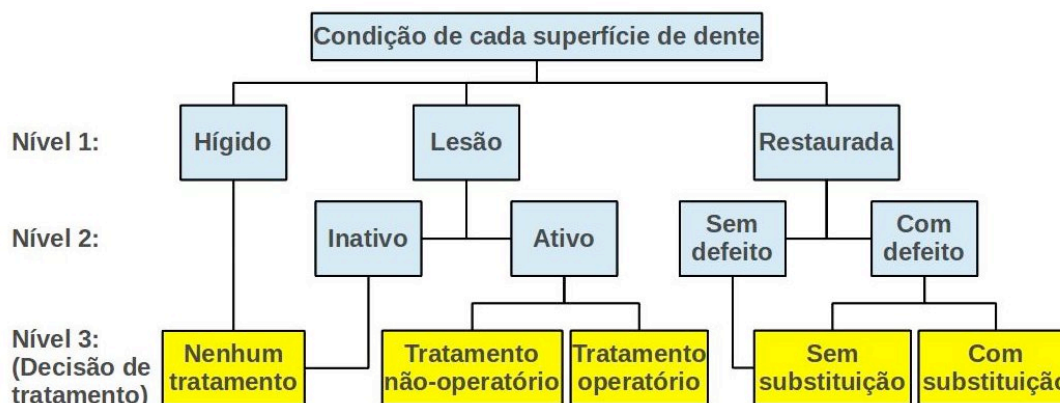 Condição de cada superfície de dente
Nível 1:
Hígido
Lesão
Restaurada
Nível 2:
Inativo
Ativo
Sem
defeito
Com
defeito
Nível 3:
(Decisão de
tratamento)
Nenhum
tratamento
Tratamento
não-operatório
Tratamento
operatório
Sem
substituição
Com
substituição